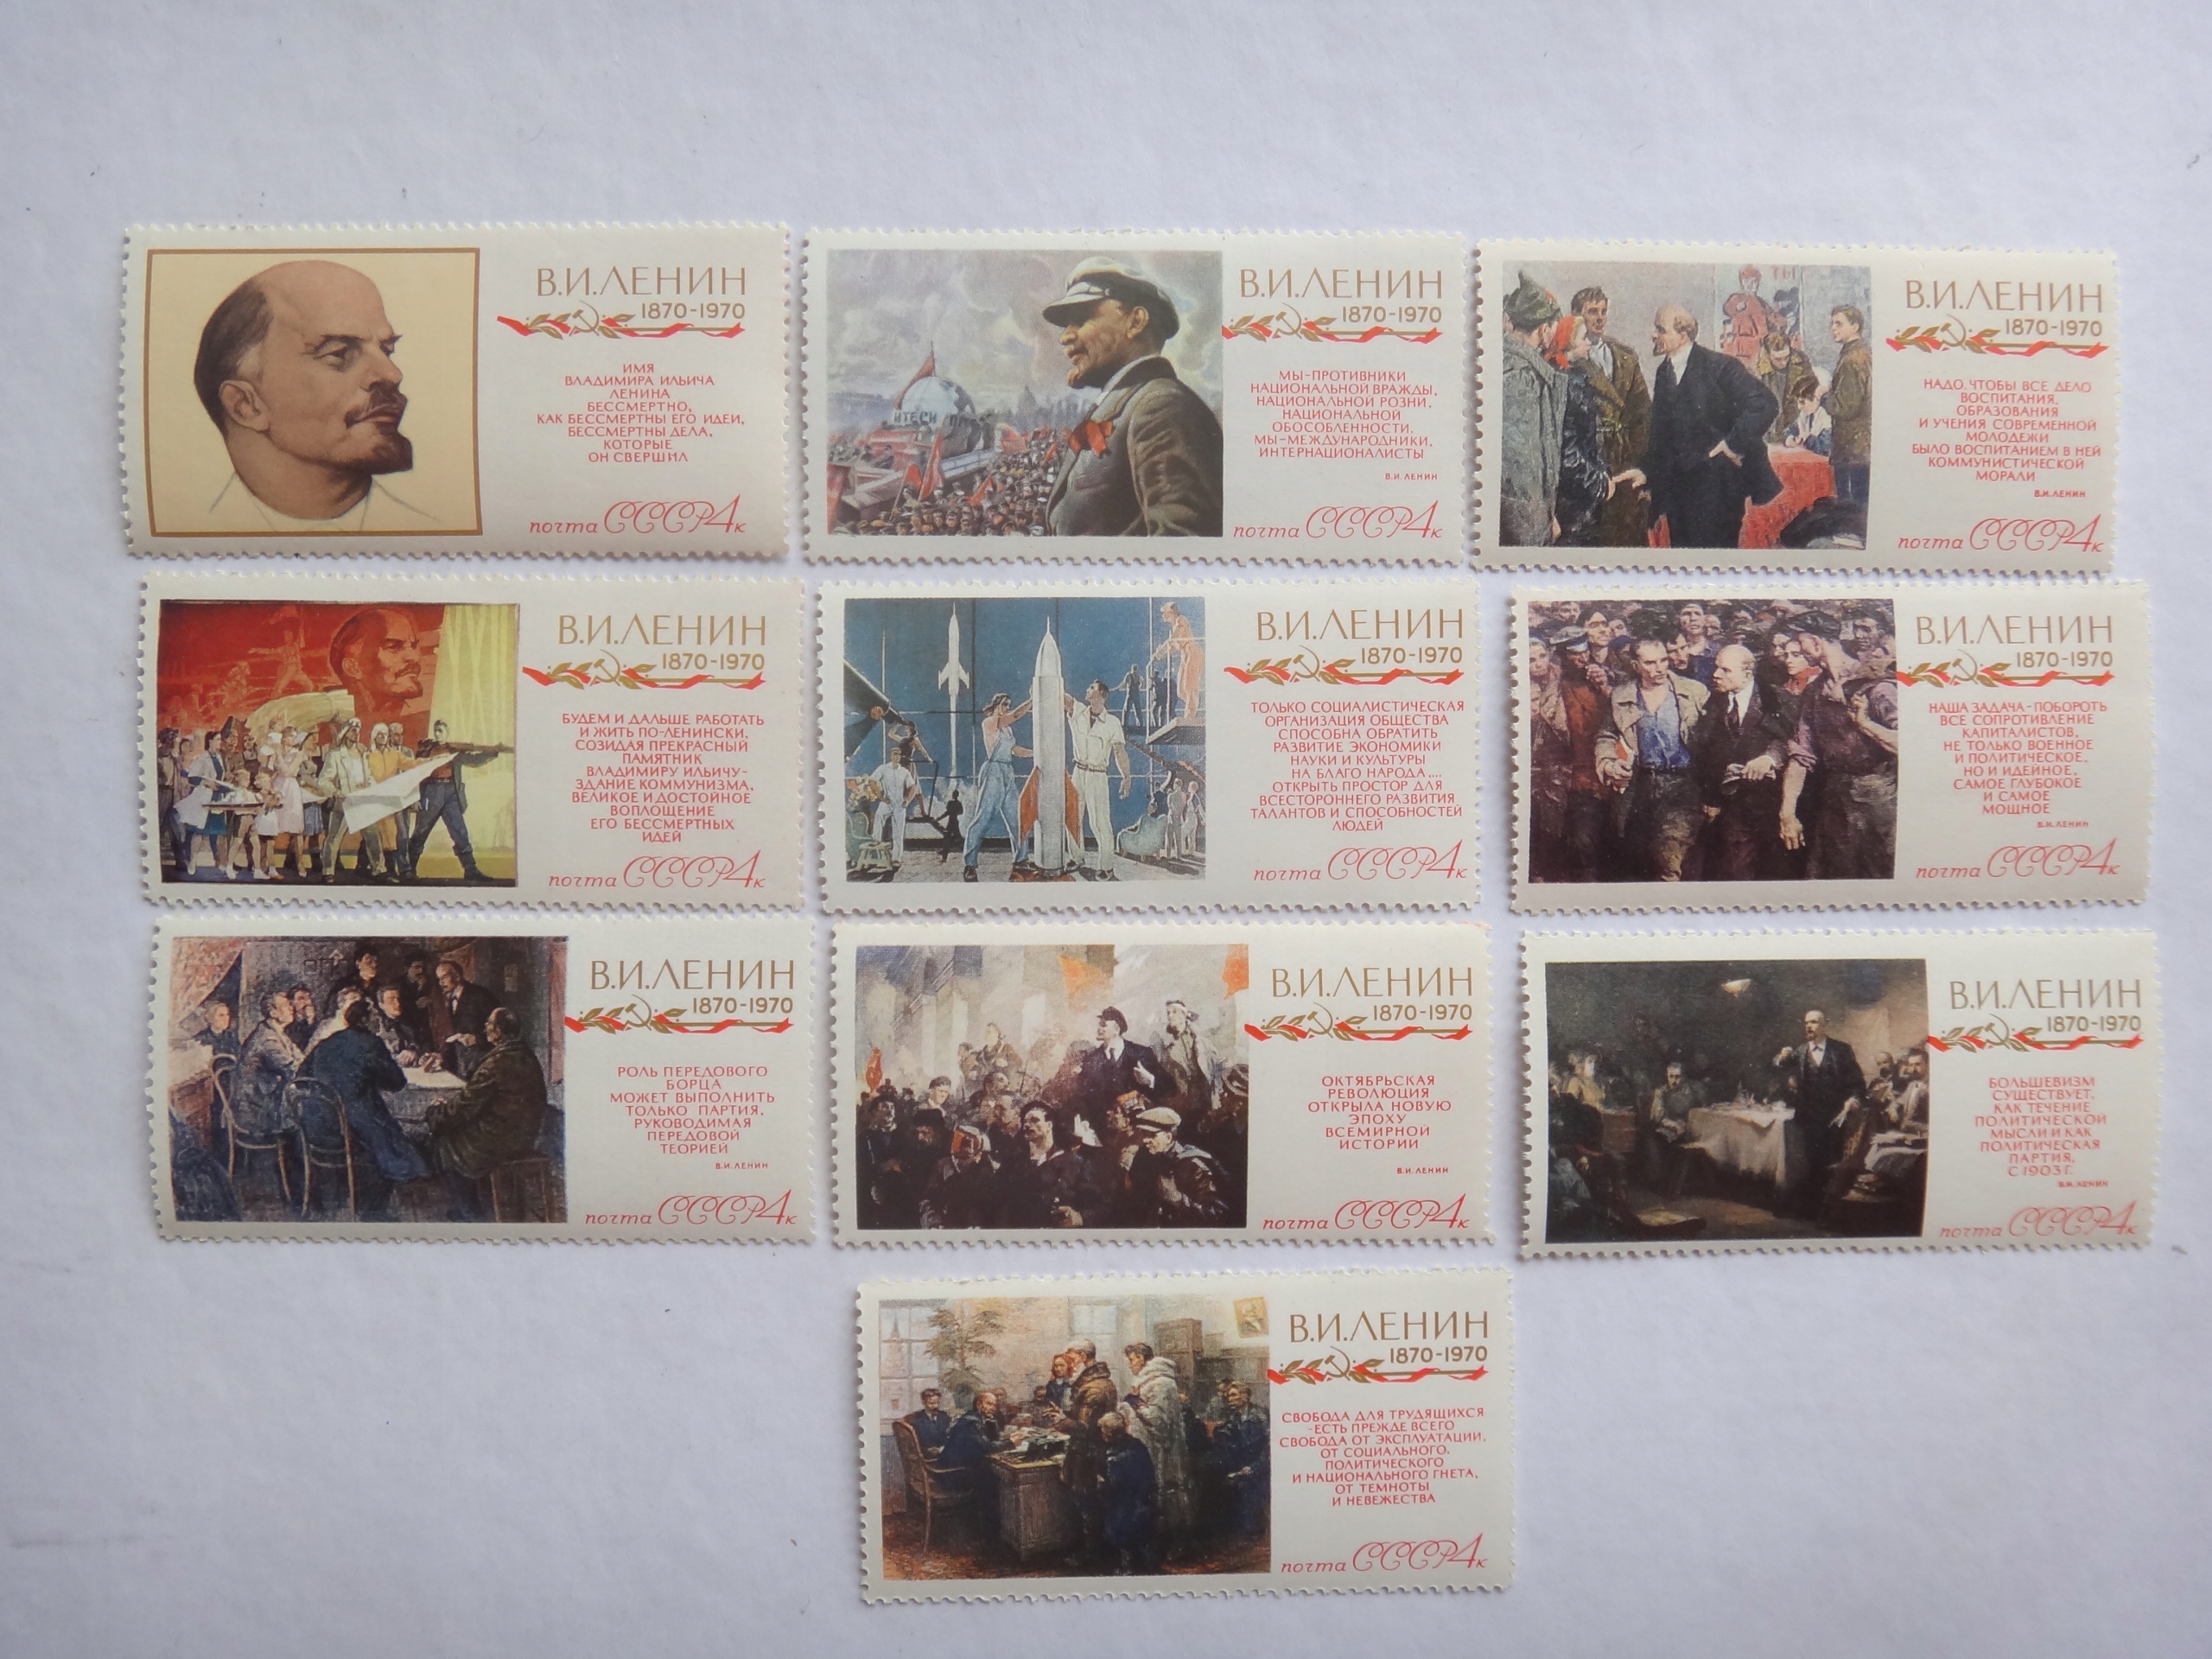 В.И.ЛЕНИН
1870-1970
ИМЯ
ВЛАДИМИРА ИЛЬИЧА
ЛЕНИНА
БЕССМЕРТНО,
КАК БЕССМЕРТНЫ ЕГО ИДЕИ,
БЕССМЕРТНЫ ДЕЛА,
КОТОРЫЕ
ОН СВЕРШИЛ
почта СССР 4к
В.И.ЛЕНИН
1870-1970
МЫ-ПРОТИВНИКИ
НАЦИОНАЛЬНОЙ ВРАЖДЫ,
НАЦИОНАЛЬНОЙ РОЗНИ,
НАЦИОНАЛЬНОЙ
ОБОСОБЛЕННОСТИ.
МЫ-МЕЖДУНАРОДНИКИ,
ИНТЕРНАЦИОНАЛИСТЫ
В.И.ЛЕНИН
почта СССР 4к
В.И.ЛЕНИН
1870-1970
НАДО, ЧТОБЫ ВСЕ ДЕЛО
ВОСПИТАНИЯ,
ОБРАЗОВАНИЯ
И УЧЕНИЯ СОВРЕМЕННОЙ
МОЛОДЕЖИ
БЫЛО ВОСПИТАНИЕМ В НЕЙ
КОММУНИСТИЧЕСКОЙ
МОРАЛИ
В.И.ЛЕНИН
почта СССР 4к
В.И.ЛЕНИН
1870-1970
БУДЕМ И ДАЛЬШЕ РАБОТАТЬ
И ЖИТЬ ПО-ЛЕНИНСКИ,
СОЗИДАЯ ПРЕКРАСНЫЙ
ПАМЯТНИК
ВЛАДИМИРУ ИЛЬИЧУ-
ЗДАНИЕ КОММУНИЗМА,
ВЕЛИКОЕ И ДОСТОЙНОЕ
ВОПЛОЩЕНИЕ
ЕГО БЕССМЕРТНЫХ
ИДЕЙ
почта СССР 4к
В.И.ЛЕНИН
1870-1970
ТОЛЬКО СОЦИАЛИСТИЧЕСКАЯ
ОРГАНИЗАЦИЯ ОБЩЕСТВА
СПОСОБНА ОБРАТИТЬ
РАЗВИТИЕ ЭКОНОМИКИ
НАУКИ И КУЛЬТУРЫ
НА БЛАГО НАРОДА,...
ОТКРЫТЬ ПРОСТОР ДЛЯ
ВСЕСТОРОННЕГО РАЗВИТИЯ
ТАЛАНТОВ И СПОСОБНОСТЕЙ
ЛЮДЕЙ
почта СССР 4к
В.И.ЛЕНИН
1870-1970
НАША ЗАДАЧА-ПОБОРОТЬ
ВСЕ СОПРОТИВЛЕНИЕ
КАПИТАЛИСТОВ,
НЕ ТОЛЬКО ВОЕННОЕ
И ПОЛИТИЧЕСКОЕ,
НО И ИДЕЙНОЕ,
САМОЕ ГЛУБОКОЕ
И САМОЕ
МОЩНОЕ
В.И.ЛЕНИН
почта СССР 4к
В.И.ЛЕНИН
1870-1970
РОЛЬ ПЕРЕДОВОГО
БОРЦА
МОЖЕТ ВЫПОЛНИТЬ
ТОЛЬКО ПАРТИЯ,
РУКОВОДИМАЯ
ПЕРЕДОВОЙ
ТЕОРИЕЙ
В.И.ЛЕНИН
почта СССР 4к
В.И.ЛЕНИН
1870-1970
ОКТЯБРЬСКАЯ
РЕВОЛЮЦИЯ
ОТКРЫЛА НОВУЮ
ЭПОХУ
ВСЕМИРНОЙ
ИСТОРИИ
В.И.ЛЕНИН
почта СССР 4к
В.И.ЛЕНИН
1870-1970
БОЛЬШЕВИЗМ
СУЩЕСТВУЕТ,
КАК ТЕЧЕНИЕ
ПОЛИТИЧЕСКОЙ
МЫСЛИ И КАК
ПОЛИТИЧЕСКАЯ
ПАРТИЯ,
С 1903 Г.
В.И.ЛЕНИН
почта СССР 4к
В.И.ЛЕНИН
1870-1970
СВОБОДА ДЛЯ ТРУДЯЩИХСЯ
-ЕСТЬ ПРЕЖДЕ ВСЕГО
СВОБОДА ОТ ЭКСПЛУАТАЦИИ,
ОТ СОЦИАЛЬНОГО,
ПОЛИТИЧЕСКОГО
И НАЦИОНАЛЬНОГО ГНЕТА,
ОТ ТЕМНОТЫ
И НЕВЕЖЕСТВА
почта СССР 4к